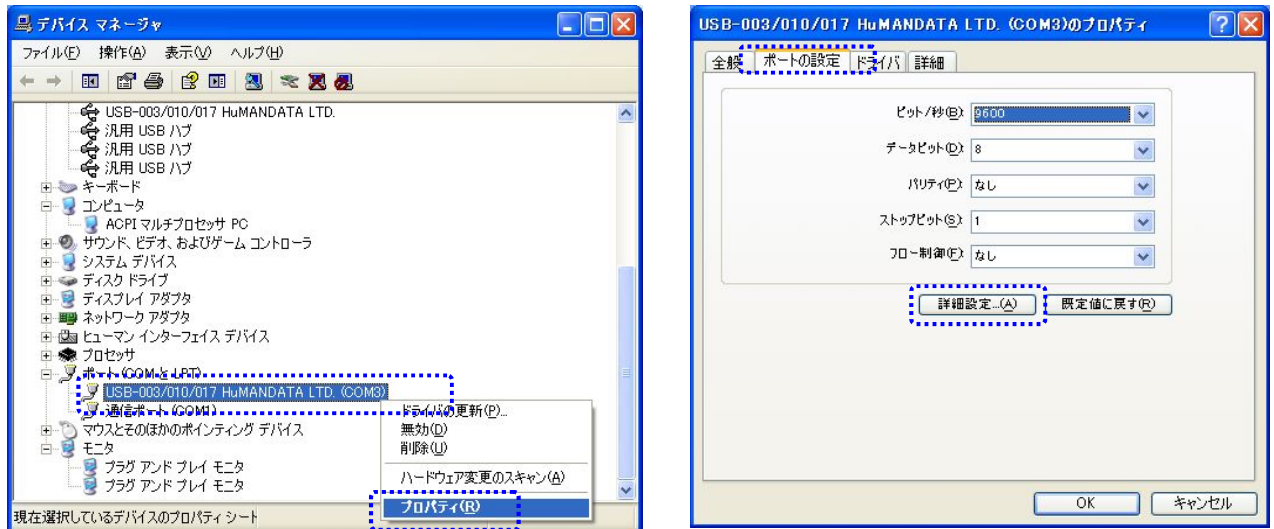 デバイス マネージャ
ファイル(F) 操作(A) 表示(V) ヘルプ(H)
USB-003/010/017 HuMANDATA LTD.
汎用 USB ハブ
汎用 USB ハブ
汎用 USB ハブ
キーボード
コンピュータ
ACPI マルチプロセッサ PC
サウンド、ビデオ、およびゲーム コントローラ
システム デバイス
ディスク ドライブ
ディスプレイ アダプタ
ネットワーク アダプタ
ヒューマン インターフェイス デバイス
プロセッサ
ポート (COM と LPT)
USB-003/010/017 HuMANDATA LTD. (COM3)
通信ポート (COM1)
マウスとそのほかのポインティング デバイス
モニタ
プラグ アンド プレイ モニタ
プラグ アンド プレイ モニタ
ドライバの更新(P)...
無効(D)
削除(U)
ハードウェア変更のスキャン(A)
プロパティ(R)
現在選択しているデバイスのプロパティ シート
USB-003/010/017 HuMANDATA LTD. (COM3)のプロパティ
全般 ポートの設定 ドライバ 詳細
ビット/秒(B): 9600
データ ビット(D): 8
パリティ(P): なし
ストップ ビット(S): 1
フロー制御(F): なし
詳細設定...(A) 既定値に戻す(R)
OK キャンセル